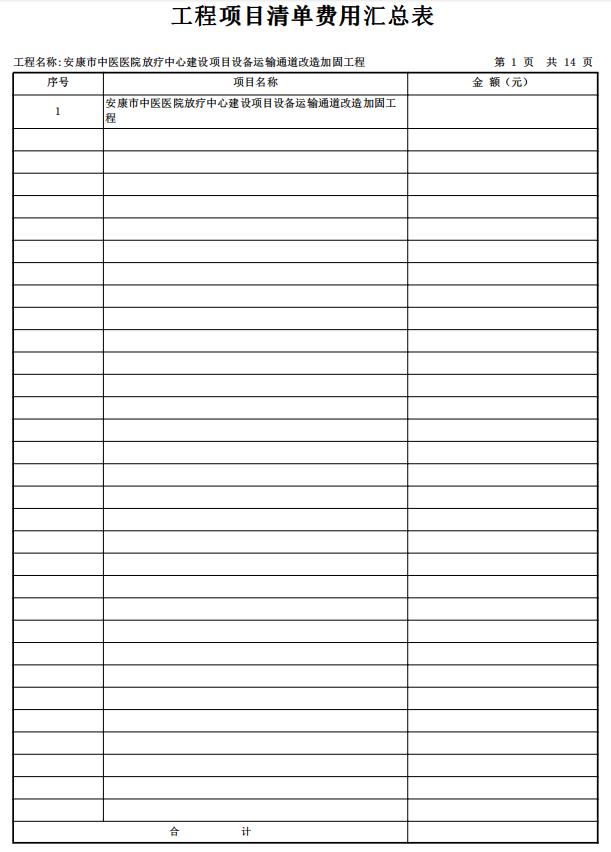 工程项目清单费用汇总表
工程名称:安康市中医医院放疗中心建设项目设备运输通道改造加固工程 第 1 页 共 14 页
序号 项目名称 金 额（元）
1 安康市中医医院放疗中心建设项目设备运输通道改造加固工
程
合 计